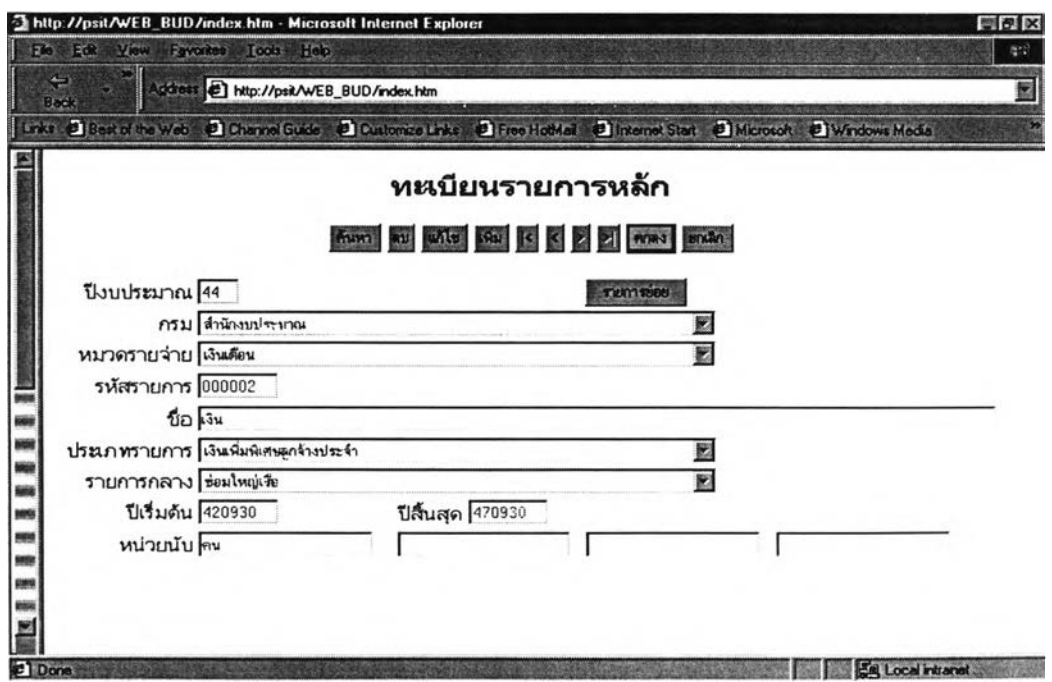 http://psit/WEB_BUD/index.htm - Microsoft Internet Explorer
File Edit View Favorites Tools Help
Back Address http://psit/WEB_BUD/index.htm
Links Best of the Web Channel Guide Customize Links Free HotMail Internet Start Microsoft Windows Media
ทะเบียนรายการหลัก
ค้นหา ลบ แก้ไข เพิ่ม |< < > >| ตกลง ยกเลิก
ปีงบประมาณ 44 รายการย่อย
กรม สำนักงบประมาณ
หมวดรายจ่าย เงินเดือน
รหัสรายการ 000002
ชื่อ เงิน
ประเภทรายการ เงินเพิ่มพิเศษลูกจ้างประจำ
รายการกลาง ซ่อมใหญ่เรือ
ปีเริ่มต้น 420930 ปีสิ้นสุด 470930
หน่วยนับ คน
Done Local intranet